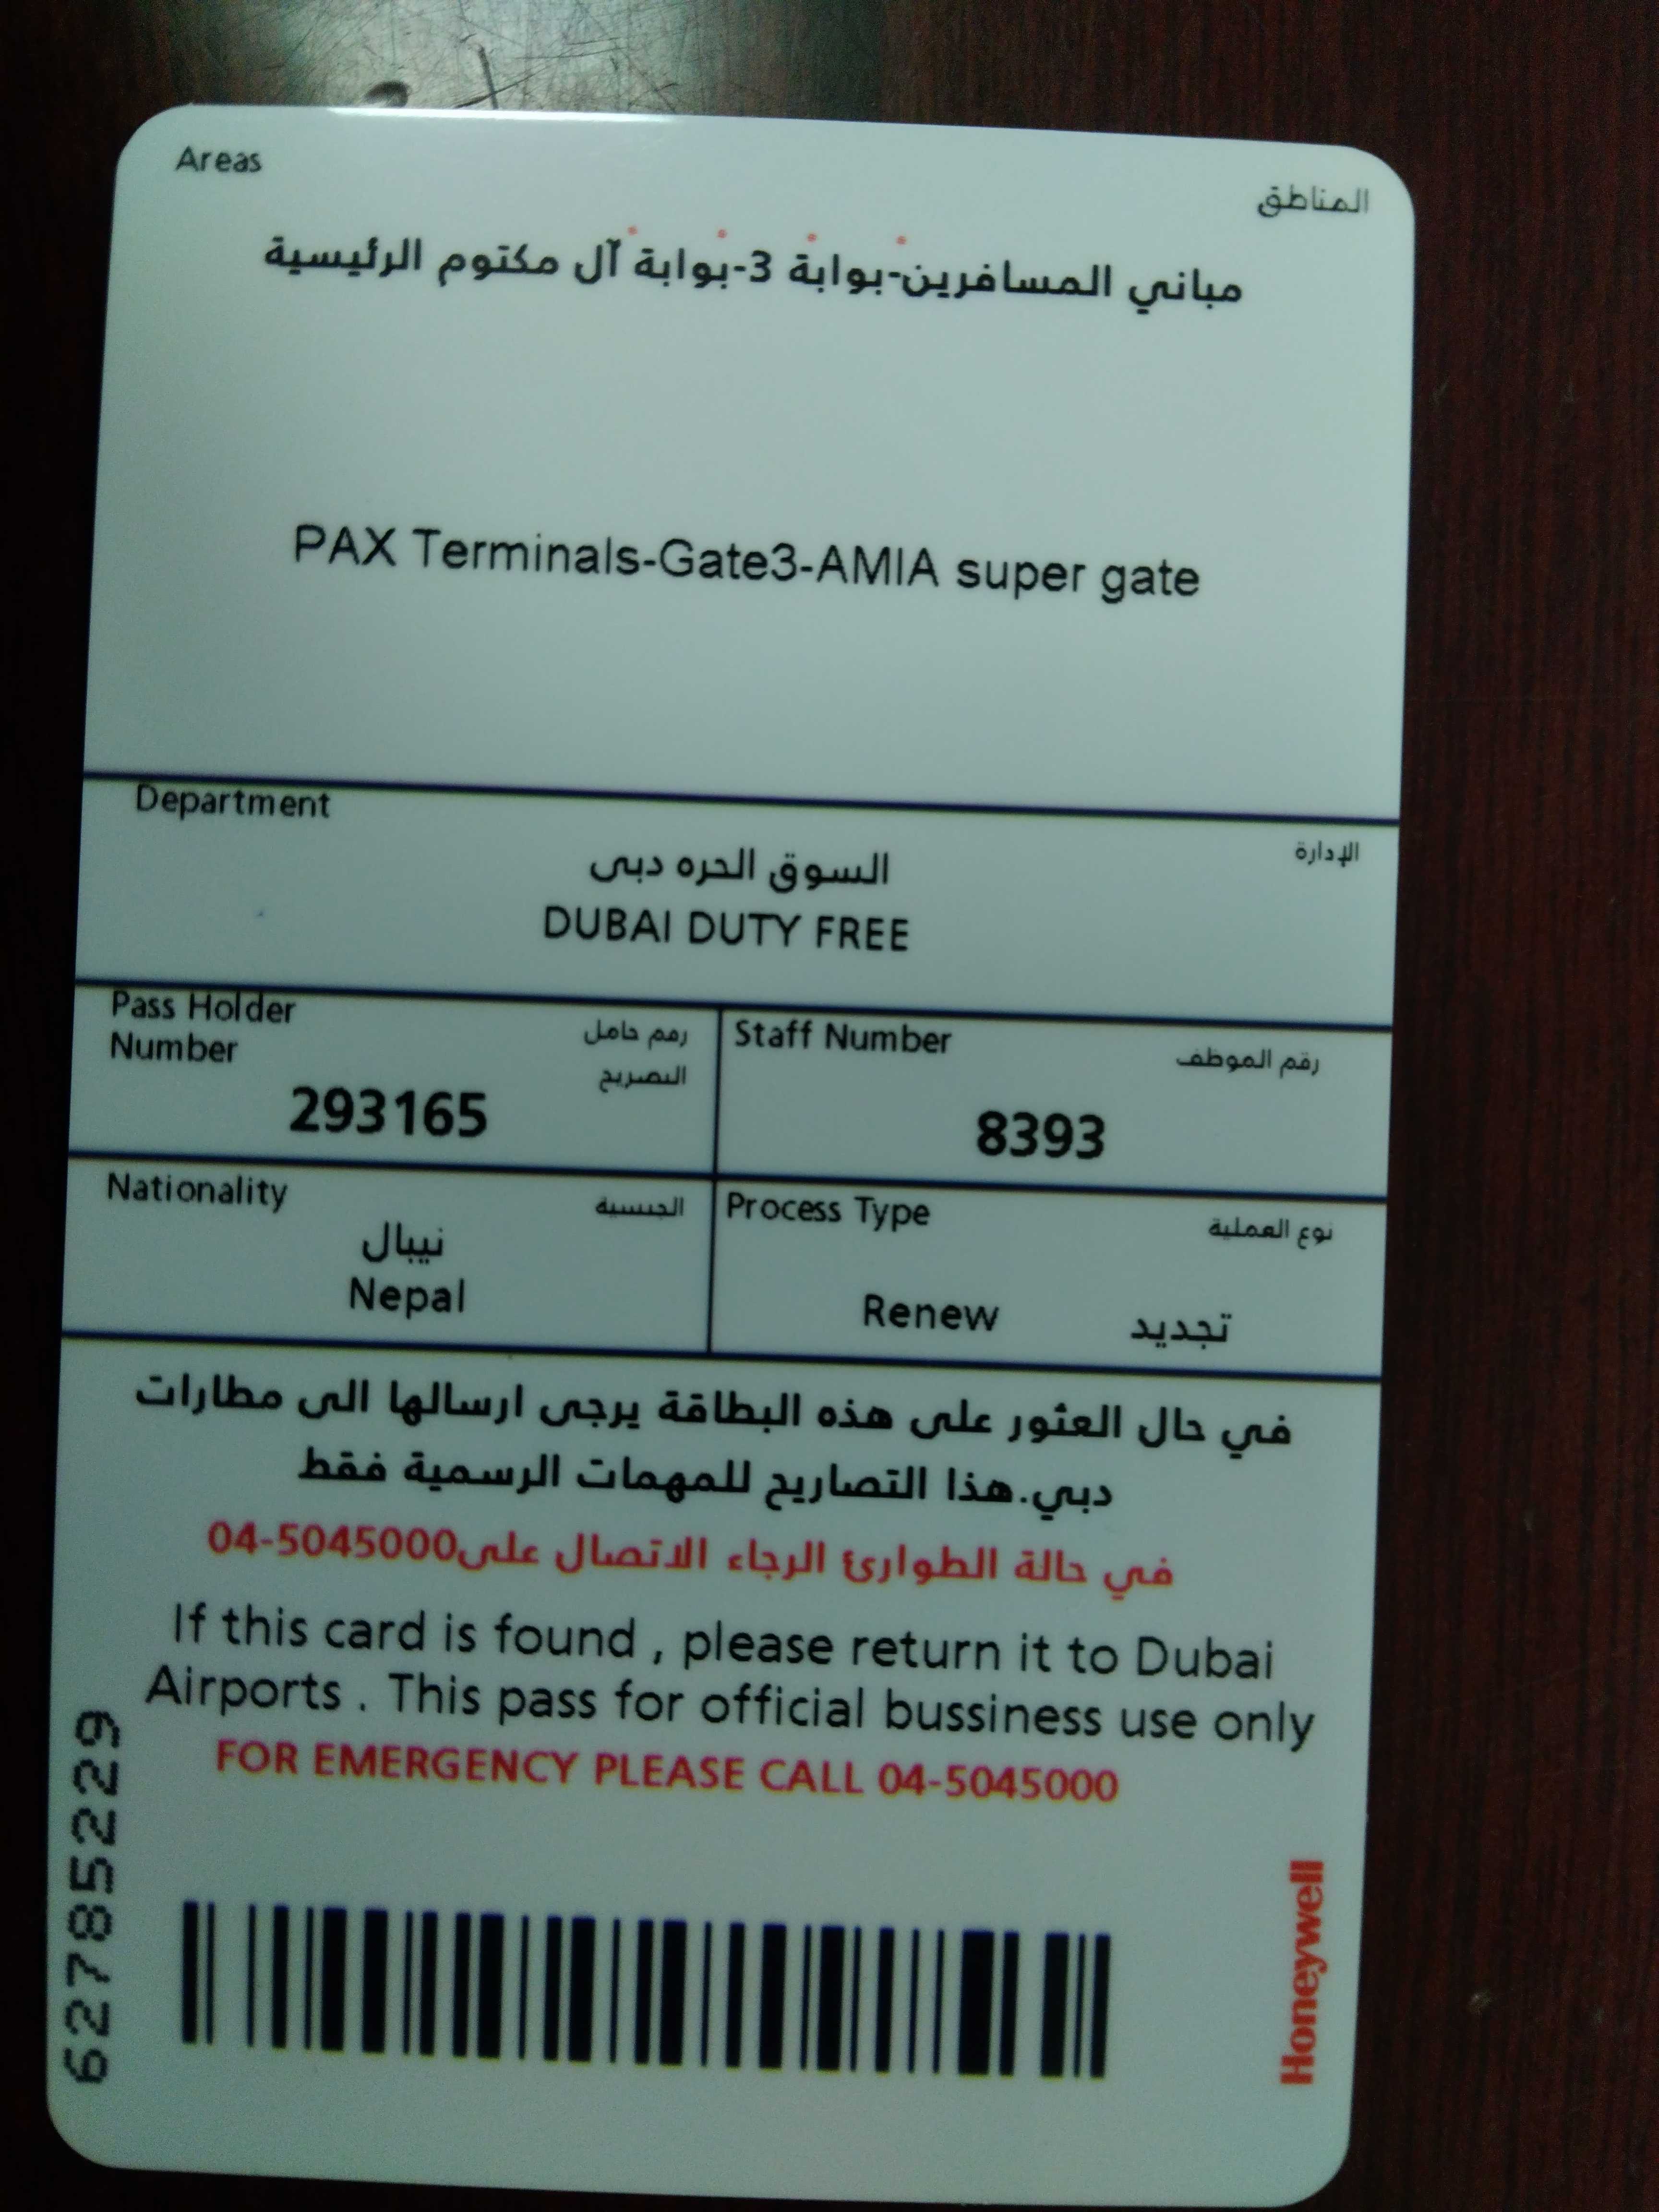 Areas
المناطق
مباني المسافرين-بوابة 3-بوابة آل مكتوم الرئيسية
PAX Terminals-Gate3-AMIA super gate
Department
الإدارة
السوق الحره دبى
DUBAI DUTY FREE
Pass Holder
Number
رقم حامل
التصريح
293165
Staff Number
رقم الموظف
8393
Nationality
الجنسية
نيبال
Nepal
Process Type
نوع العملية
Renew تجديد
في حال العثور على هذه البطاقة يرجى ارسالها الى مطارات
دبي.هذا التصاريح للمهمات الرسمية فقط
في حالة الطوارئ الرجاء الاتصال على04-5045000
If this card is found , please return it to Dubai
Airports . This pass for official bussiness use only
FOR EMERGENCY PLEASE CALL 04-5045000
62785229
Honeywell